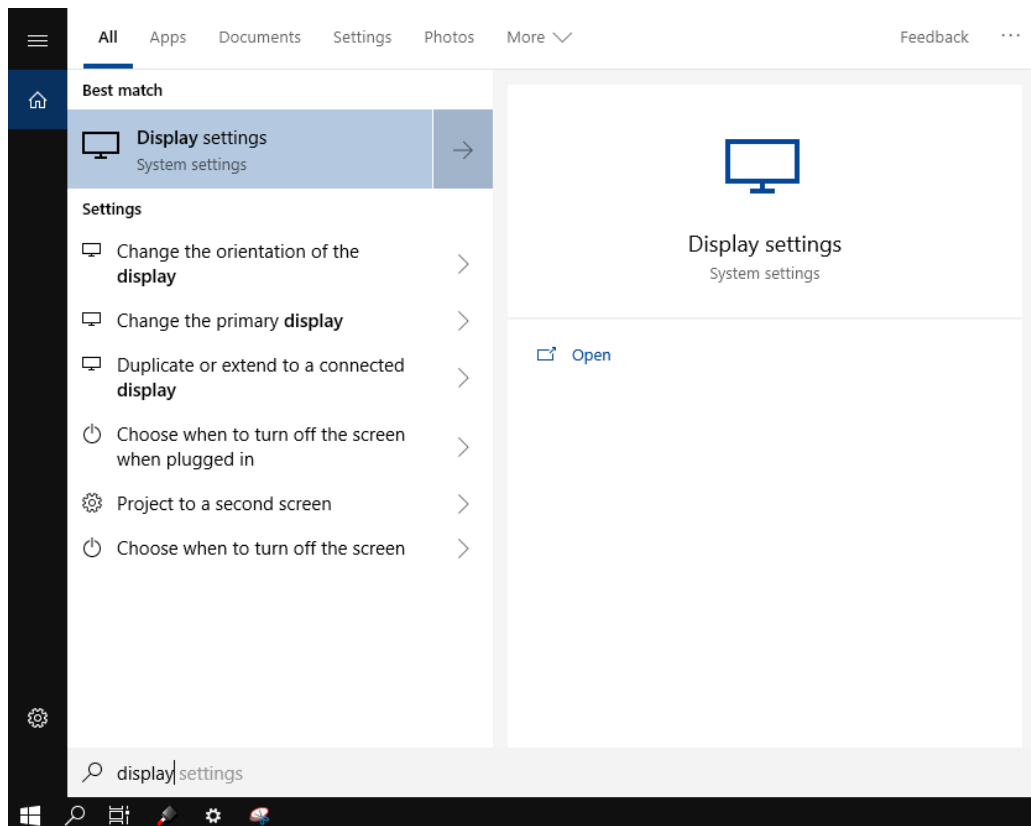 All Apps Documents Settings Photos More Feedback ...
Best match
Display settings
System settings
Settings
Change the orientation of the
display
Change the primary display
Duplicate or extend to a connected
display
Choose when to turn off the screen
when plugged in
Project to a second screen
Choose when to turn off the screen
Display settings
System settings
Open
display settings